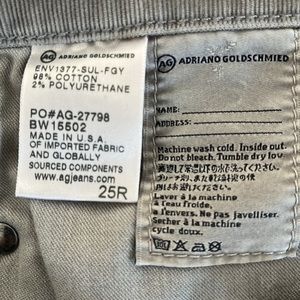 AG ADRIANO GOLDSCHMIED
ENV1377-SUL-FGY
98% COTTON
2% POLYURETHANE
PO#AG-27798
BW15502
MADE IN U.S.A.
OF IMPORTED FABRIC
AND GLOBALLY
SOURCED COMPONENTS
www.agjeans.com
25R
AG ADRIANO GOLDSCHMIED
NAME:
ADDRESS:
Machine wash cold. Inside out.
Do not bleach. Tumble dry low.
Laver à la machine
à l'eau froide,
a l'envers. Ne pas javelliser.
Secher à la machine
cycle doux.